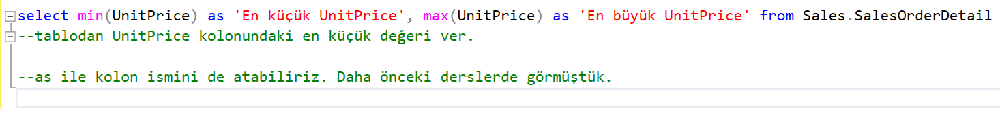 select min(UnitPrice) as 'En küçük UnitPrice', max(UnitPrice) as 'En büyük UnitPrice' from Sales.SalesOrderDetail
--tablodan UnitPrice kolonundaki en küçük değeri ver.
--as ile kolon ismini de atabiliriz. Daha önceki derslerde görmüştük.